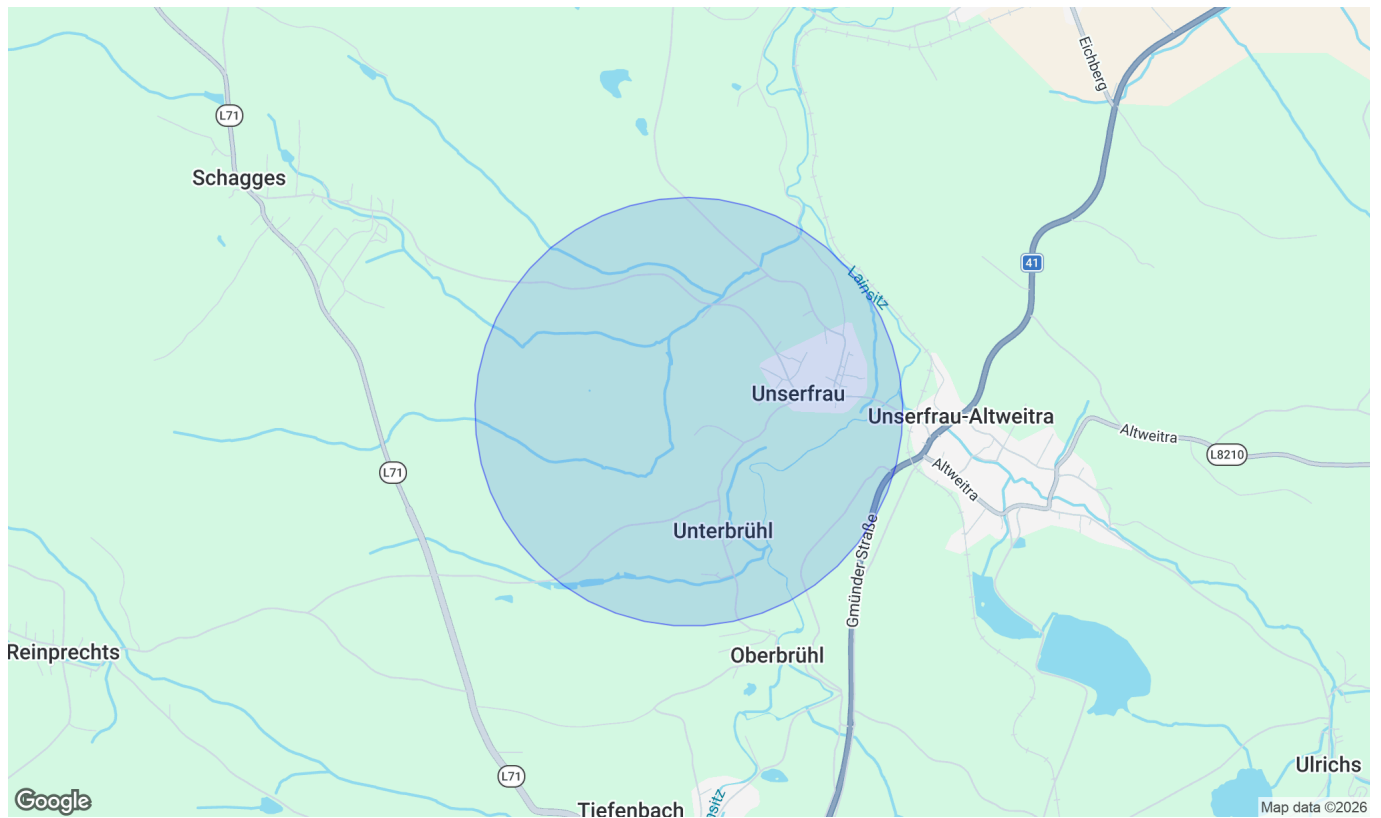 Eichberg
L71
Schagges
41
Lainsitz
Unserfrau
Unserfrau-Altweitra
Altweitra
L8210
L71
Altweitra
Unterbrühl
Gmünder Straße
Reinprechts
Oberbrühl
Ulrichs
L71
Google
Tiefenbach
nsitz
Map data ©2026